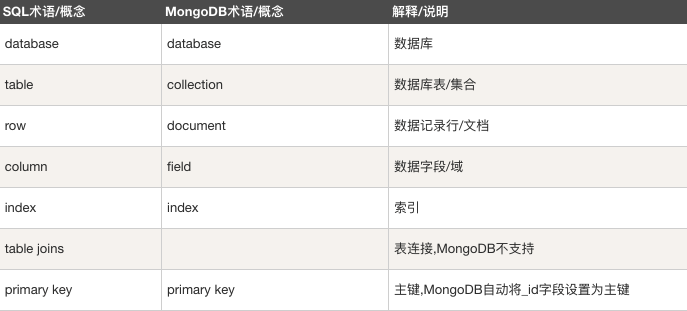 SQL术语/概念 MongoDB术语/概念 解释/说明
database database 数据库
table collection 数据库表/集合
row document 数据记录行/文档
column field 数据字段/域
index index 索引
table joins 表连接,MongoDB不支持
primary key primary key 主键,MongoDB自动将_id字段设置为主键